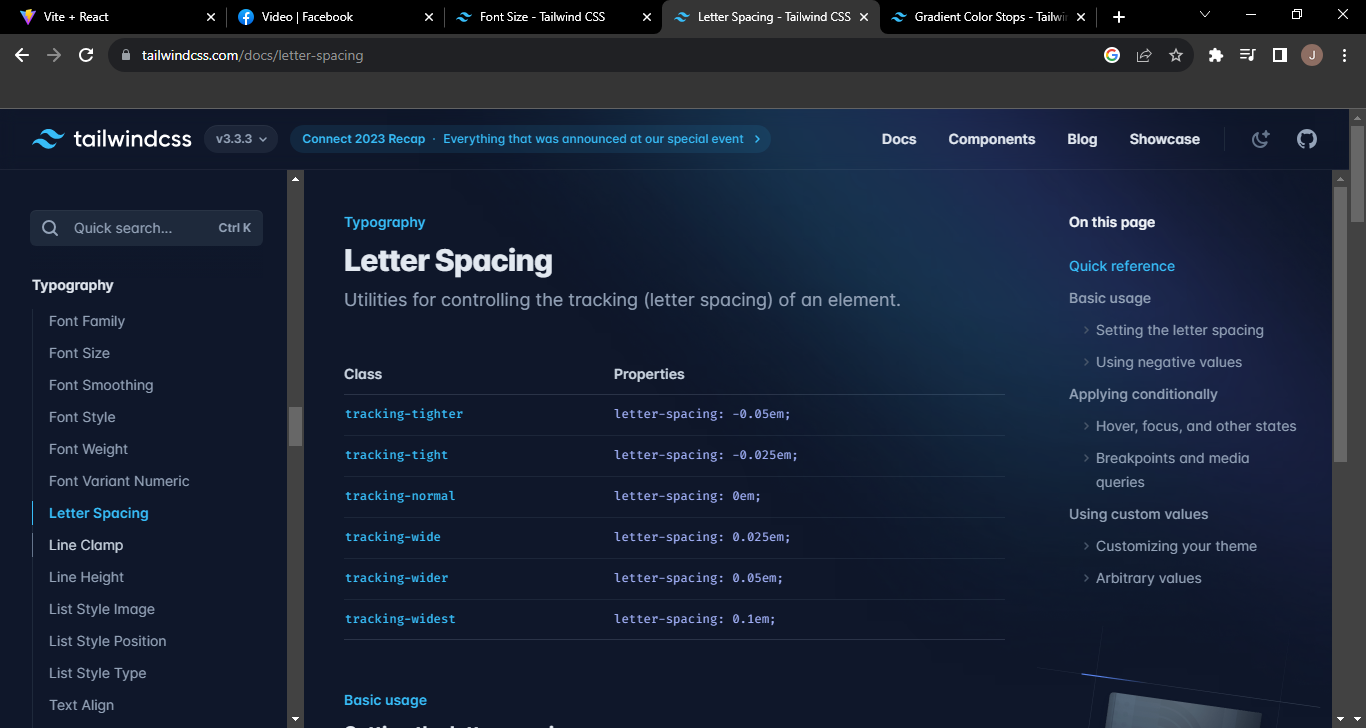 Vite + React
Video | Facebook
Font Size - Tailwind CSS
Letter Spacing - Tailwind CSS
Gradient Color Stops - Tailwi
tailwindcss.com/docs/letter-spacing
J
tailwindcss
v3.3.3
Connect 2023 Recap · Everything that was announced at our special event
Docs
Components
Blog
Showcase
Quick search...
Ctrl K
Typography
Font Family
Font Size
Font Smoothing
Font Style
Font Weight
Font Variant Numeric
Letter Spacing
Line Clamp
Line Height
List Style Image
List Style Position
List Style Type
Text Align
Typography
Letter Spacing
Utilities for controlling the tracking (letter spacing) of an element.
Class Properties
tracking-tighter letter-spacing: -0.05em;
tracking-tight letter-spacing: -0.025em;
tracking-normal letter-spacing: 0em;
tracking-wide letter-spacing: 0.025em;
tracking-wider letter-spacing: 0.05em;
tracking-widest letter-spacing: 0.1em;
Basic usage
On this page
Quick reference
Basic usage
Setting the letter spacing
Using negative values
Applying conditionally
Hover, focus, and other states
Breakpoints and media
queries
Using custom values
Customizing your theme
Arbitrary values